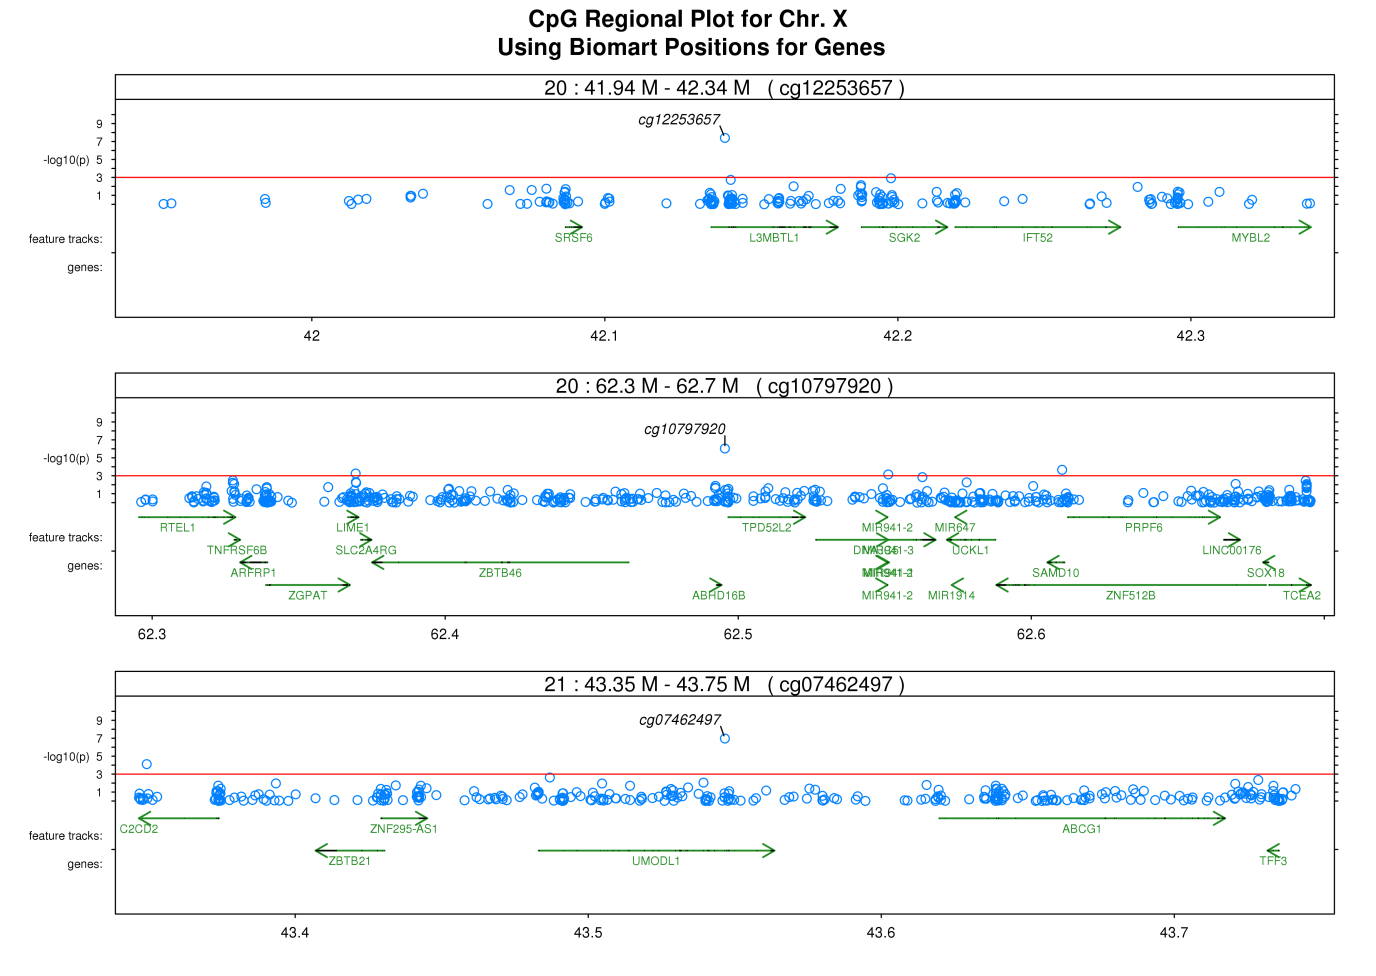 CpG Regional Plot for Chr. X
Using Biomart Positions for Genes
20 : 41.94 M - 42.34 M ( cg12253657 )
cg12253657
9
7
-log10(p) 5
3
1
SRSF6 L3MBTL1 SGK2 IFT52 MYBL2
feature tracks:
genes:
42 42.1 42.2 42.3
20 : 62.3 M - 62.7 M ( cg10797920 )
cg10797920
9
7
-log10(p) 5
3
1
RTEL1 LIME1 TPD52L2 MIR941-2 MIR647 PRPF6
feature tracks:
TNFRSF6B SLC2A4RG UCKL1 LINC00176
genes:
ARFRP1 ZBTB46 SAMD10 SOX18
ZGPAT ABHD16B MIR941-2 MIR1914 ZNF512B TCEA2
62.3 62.4 62.5 62.6
21 : 43.35 M - 43.75 M ( cg07462497 )
cg07462497
9
7
-log10(p) 5
3
1
C2CD2 ZNF295-AS1 ABCG1
feature tracks:
genes:
ZBTB21 UMODL1 TFF3
43.4 43.5 43.6 43.7